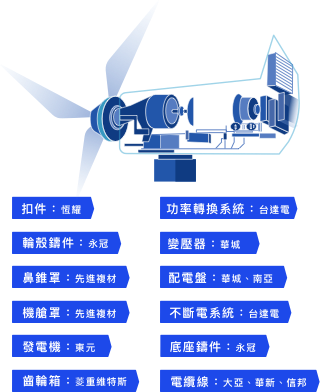 扣件：恆耀
功率轉換系統：台達電
輪殼鑄件：永冠
變壓器：華城
鼻錐罩：先進複材
配電盤：華城、南亞
機艙罩：先進複材
不斷電系統：台達電
發電機：東元
底座鑄件：永冠
齒輪箱：菱重維特斯
電纜線：大亞、華新、信邦